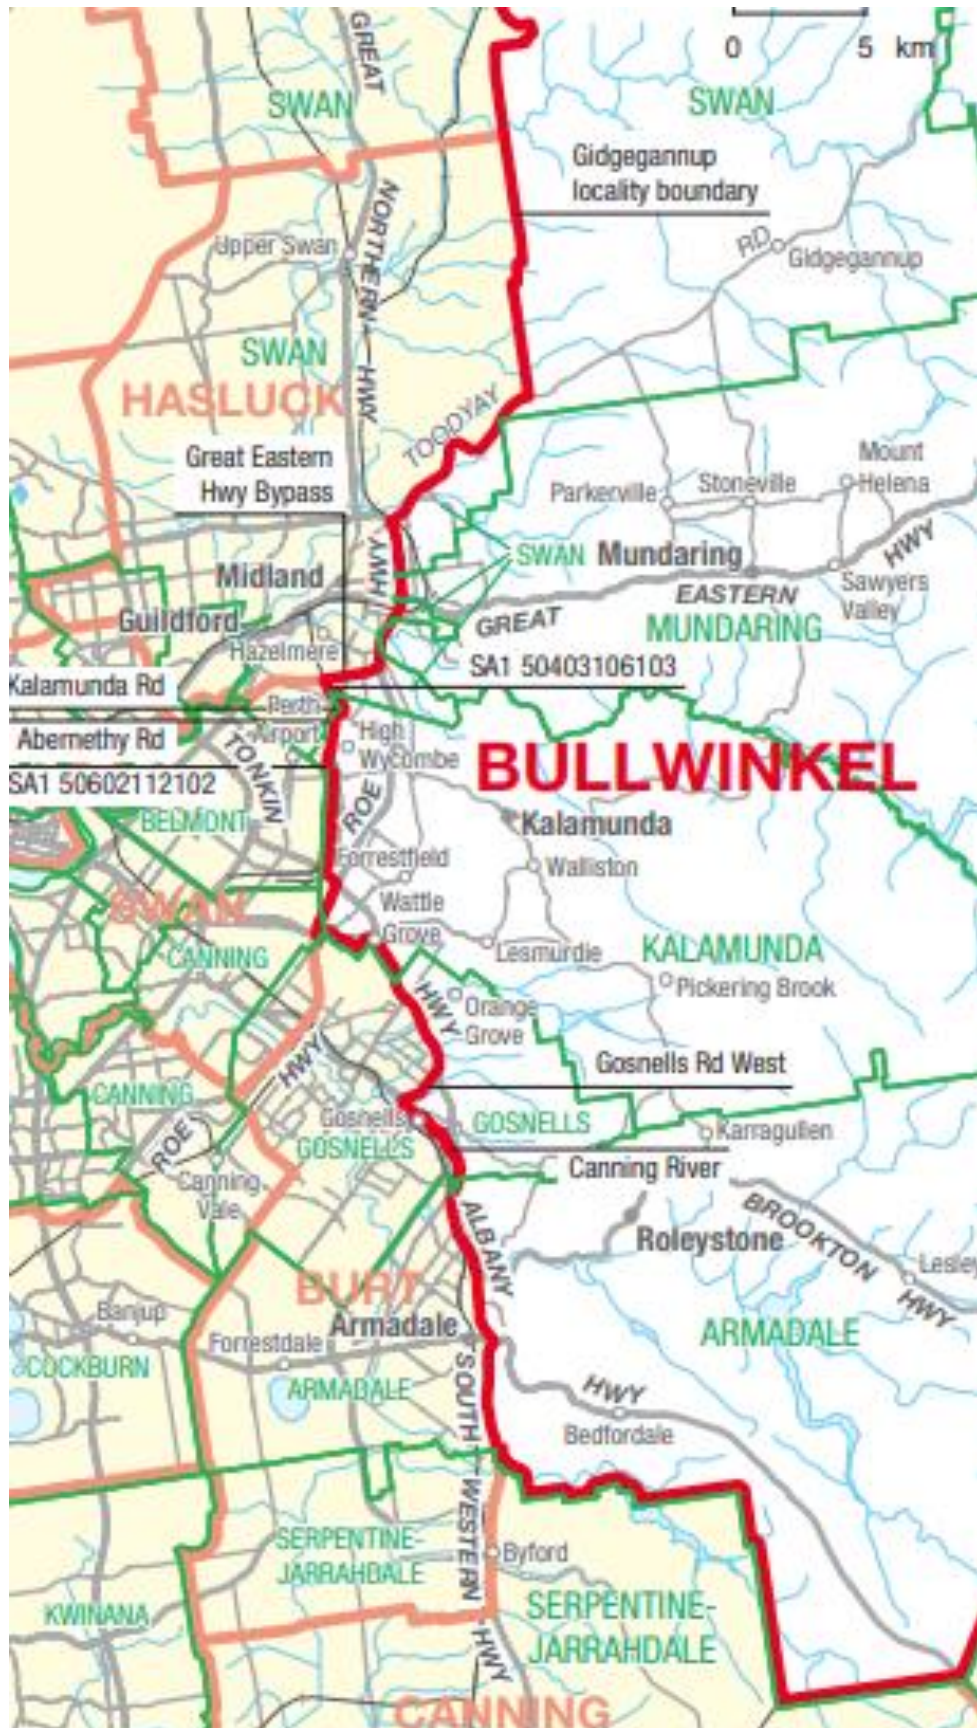 GREAT
SWAN
0 5 km
SWAN
Gidgegannup
locality boundary
NORTHERN
HWY
Upper Swan
RD
Gidgegannup
SWAN
HASLUCK
TOODYAY
Great Eastern
Hwy Bypass
Mount
Helena
Parkerville
Stoneville
HWY
SWAN
Mundaring
HWY
Midland
Sawyers
Valley
EASTERN
Guildford
GREAT
MUNDARING
Hazelmere
SA1 50403106103
Kalamunda Rd
Perth
Airport
Abernethy Rd
High
Wycombe
TONKIN
BULLWINKEL
SA1 50602112102
ROE
BELMONT
Kalamunda
Forrestfield
Walliston
SWAN
Wattle
Grove
CANNING
Lesmurdie
KALAMUNDA
HWY
Orange
Grove
Pickering Brook
HWY
Gosnells Rd West
CANNING
Gosnells
GOSNELLS
GOSNELLS
Karragullen
ROE
Canning
Vale
Canning River
ALBANY
BROOKTON
HWY
Roleystone
Lesley
BURT
Banjup
Armadale
ARMADALE
Forrestdale
COCKBURN
ARMADALE
SOUTH
WESTERN
HWY
HWY
Bedfordale
SERPENTINE-
JARRAHDALE
Byford
KWINANA
SERPENTINE-
JARRAHDALE
CANNING